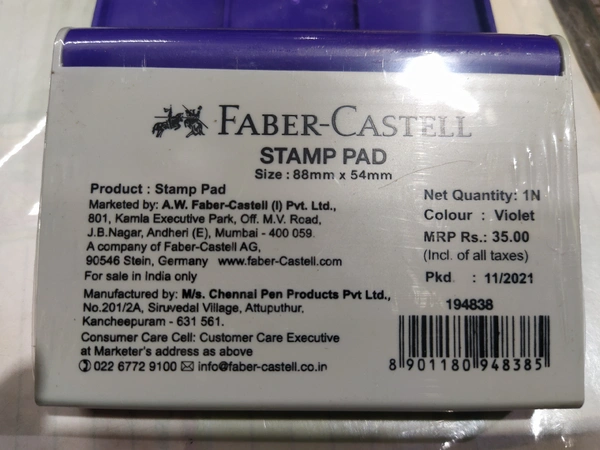 FABER-CASTELL
STAMP PAD
Size : 88mm x 54mm
Product : Stamp Pad
Marketed by: A.W. Faber-Castell (I) Pvt. Ltd.,
801, Kamla Executive Park, Off. M.V. Road,
J.B.Nagar, Andheri (E), Mumbai - 400 059.
A company of Faber-Castell AG,
90546 Stein, Germany www.faber-Castell.com
For sale in India only
Manufactured by: M/s. Chennai Pen Products Pvt Ltd.,
No.201/2A, Siruvedal Village, Attuputhur,
Kancheepuram - 631 561.
Consumer Care Cell: Customer Care Executive
at Marketer's address as above
022 6772 9100 info@faber-castell.co.in
Net Quantity: 1N
Colour : Violet
MRP Rs.: 35.00
(Incl. of all taxes)
Pkd. : 11/2021
194838
8 901180 948385